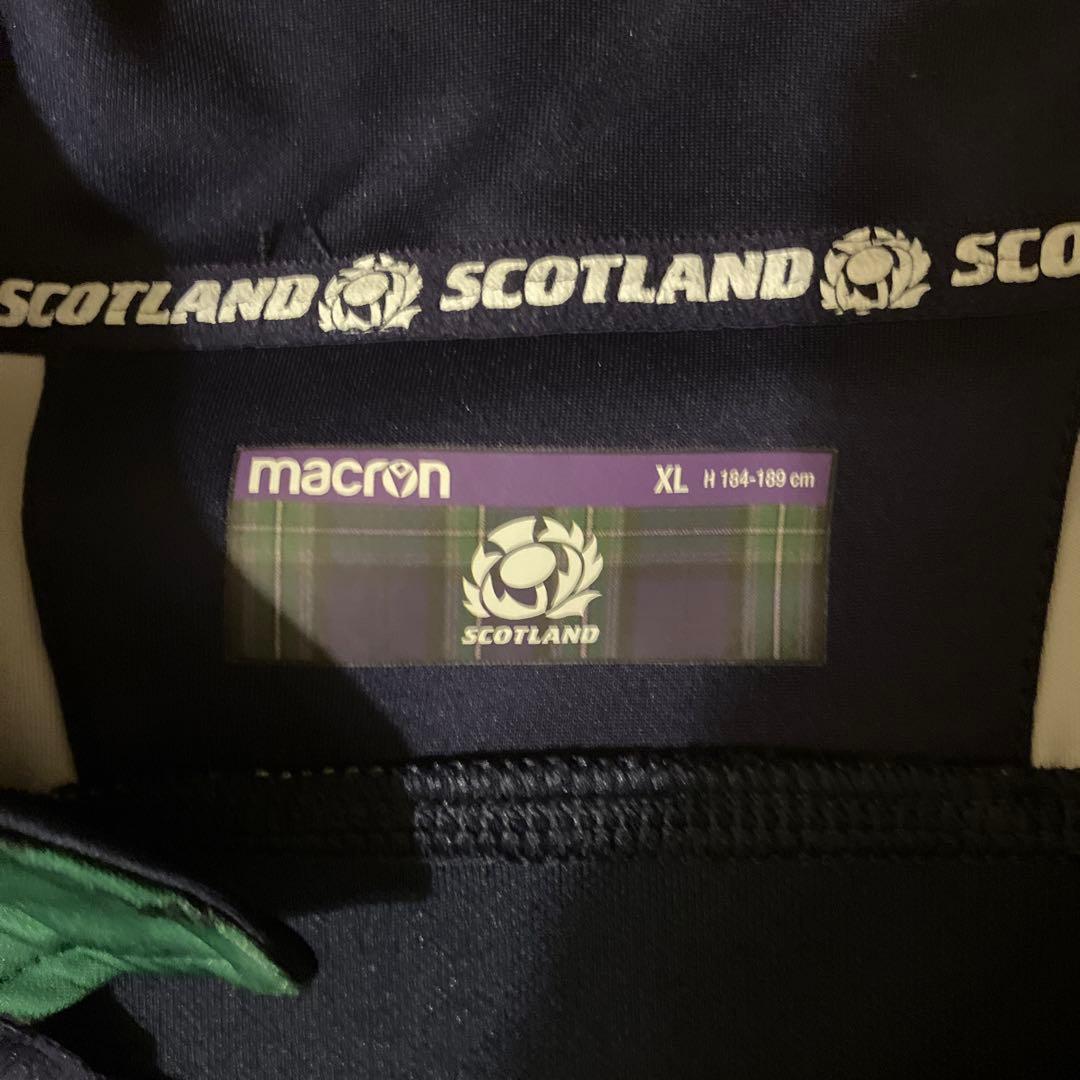 SCOTLAND SCOTLAND SCO
macron XL H 184-189 cm
SCOTLAND